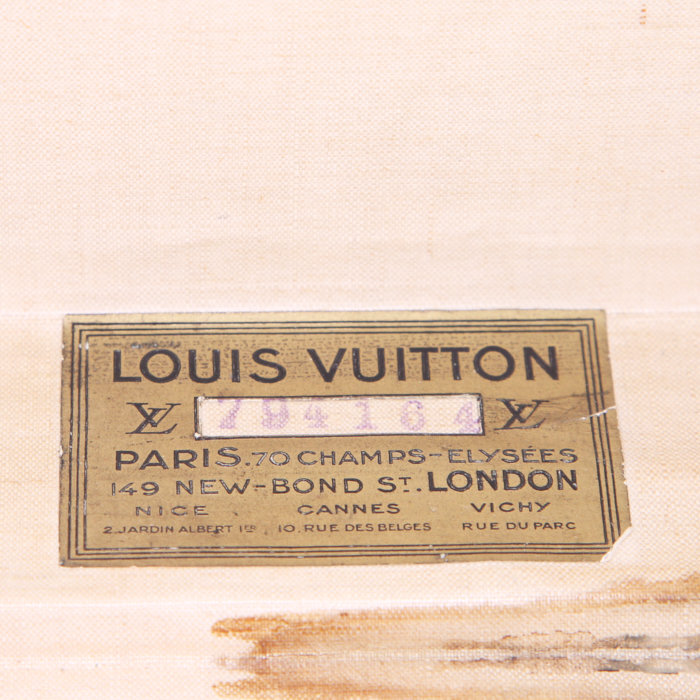 LOUIS VUITTON
LV 794164 LV
PARIS.70 CHAMPS-ELYSÉES
149 NEW-BOND ST. LONDON
NICE CANNES VICHY
2.JARDIN ALBERT 1ER 10.RUE DES BELGES RUE DU PARC